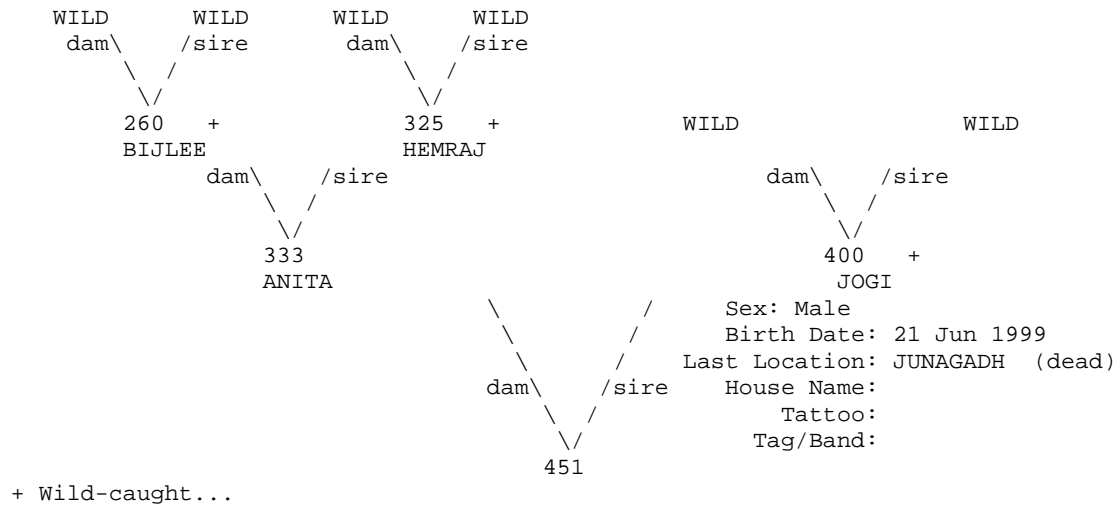 WILD WILD WILD WILD
dam\ /sire dam\ /sire
\ / \ /
\/ \/
260 + 325 + WILD WILD
BIJLEE HEMRAJ
dam\ /sire dam\ /sire
\ / \ /
\/ \/
333 400 +
ANITA JOGI
\ / Sex: Male
\ / Birth Date: 21 Jun 1999
\ / Last Location: JUNAGADH (dead)
dam\ /sire House Name:
\ / Tattoo:
\/ Tag/Band:
451
+ Wild-caught...